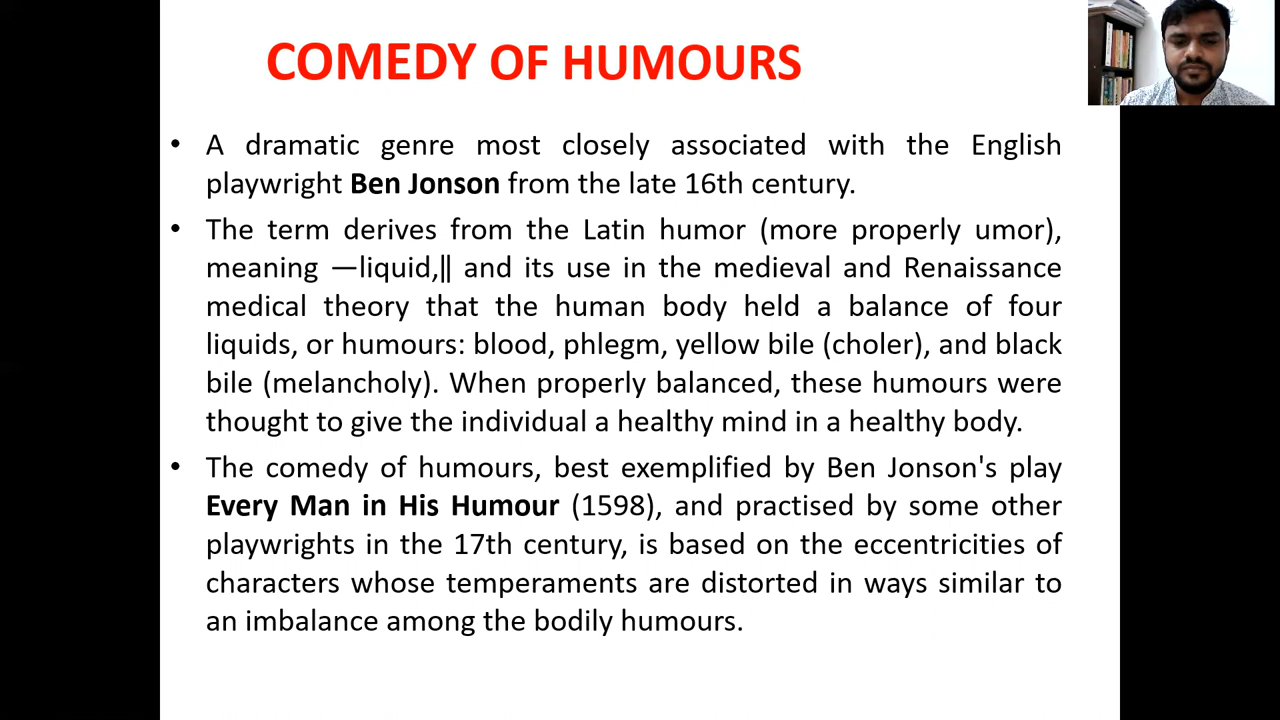 COMEDY OF HUMOURS
• A dramatic genre most closely associated with the English
playwright Ben Jonson from the late 16th century.
• The term derives from the Latin humor (more properly umor),
meaning ―liquid,‖ and its use in the medieval and Renaissance
medical theory that the human body held a balance of four
liquids, or humours: blood, phlegm, yellow bile (choler), and black
bile (melancholy). When properly balanced, these humours were
thought to give the individual a healthy mind in a healthy body.
• The comedy of humours, best exemplified by Ben Jonson's play
Every Man in His Humour (1598), and practised by some other
playwrights in the 17th century, is based on the eccentricities of
characters whose temperaments are distorted in ways similar to
an imbalance among the bodily humours.